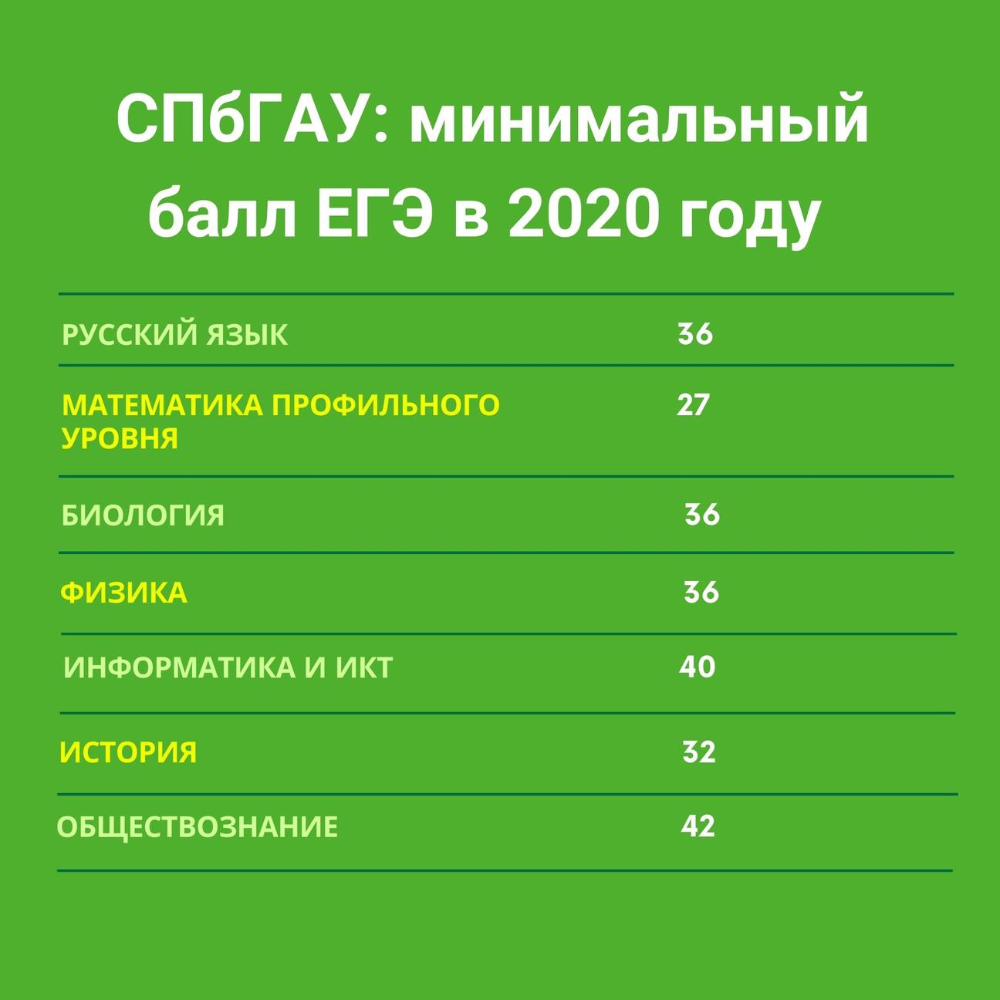 СПбГАУ: минимальный
балл ЕГЭ в 2020 году
РУССКИЙ ЯЗЫК 36
МАТЕМАТИКА ПРОФИЛЬНОГО 27
УРОВНЯ
БИОЛОГИЯ 36
ФИЗИКА 36
ИНФОРМАТИКА И ИКТ 40
ИСТОРИЯ 32
ОБЩЕСТВОЗНАНИЕ 42